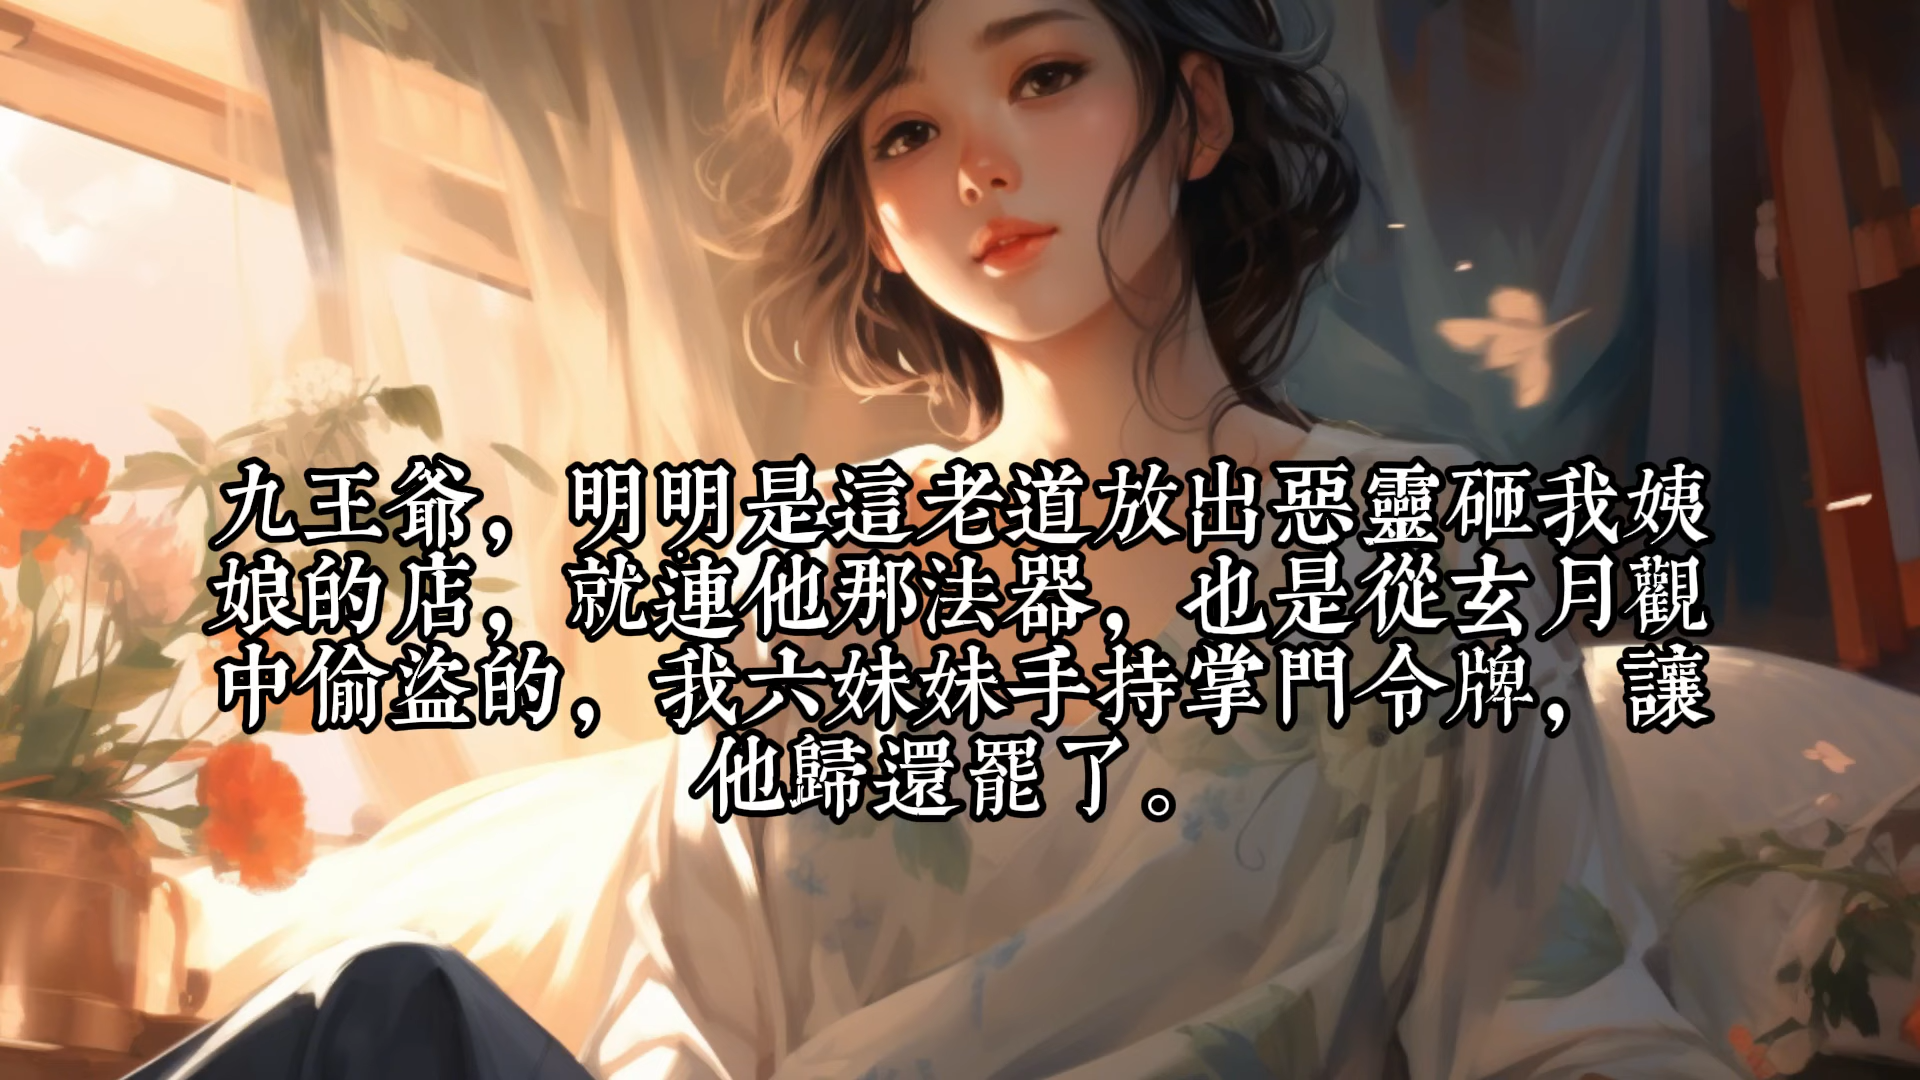 九王爺，明明是這老道放出惡靈砸我姨
娘的店，就連他那法器，也是從玄月觀
中偷盜的，我六妹妹手持掌門令牌，讓
他歸還罷了。